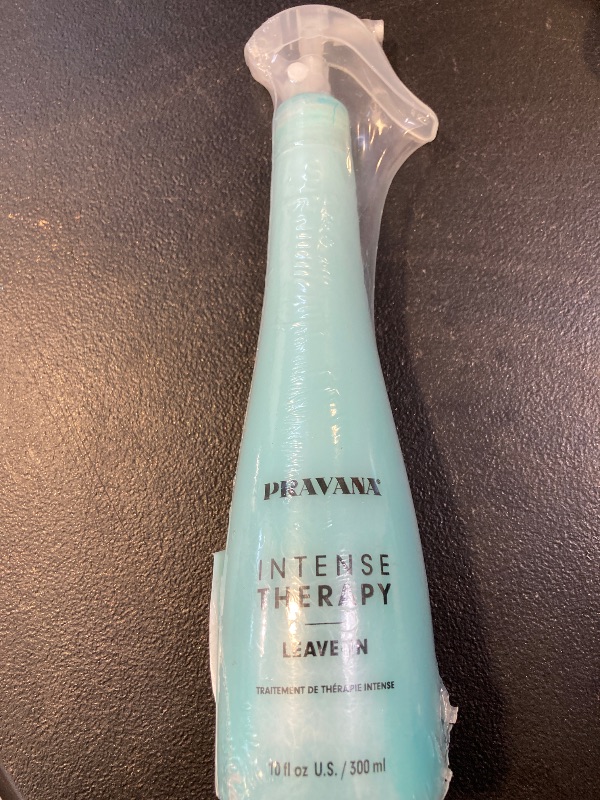 PRAVANA®
INTENSE
THERAPY
LEAVE-IN
TRAITEMENT DE THÉRAPIE INTENSE
10 fl oz U.S. / 300 ml